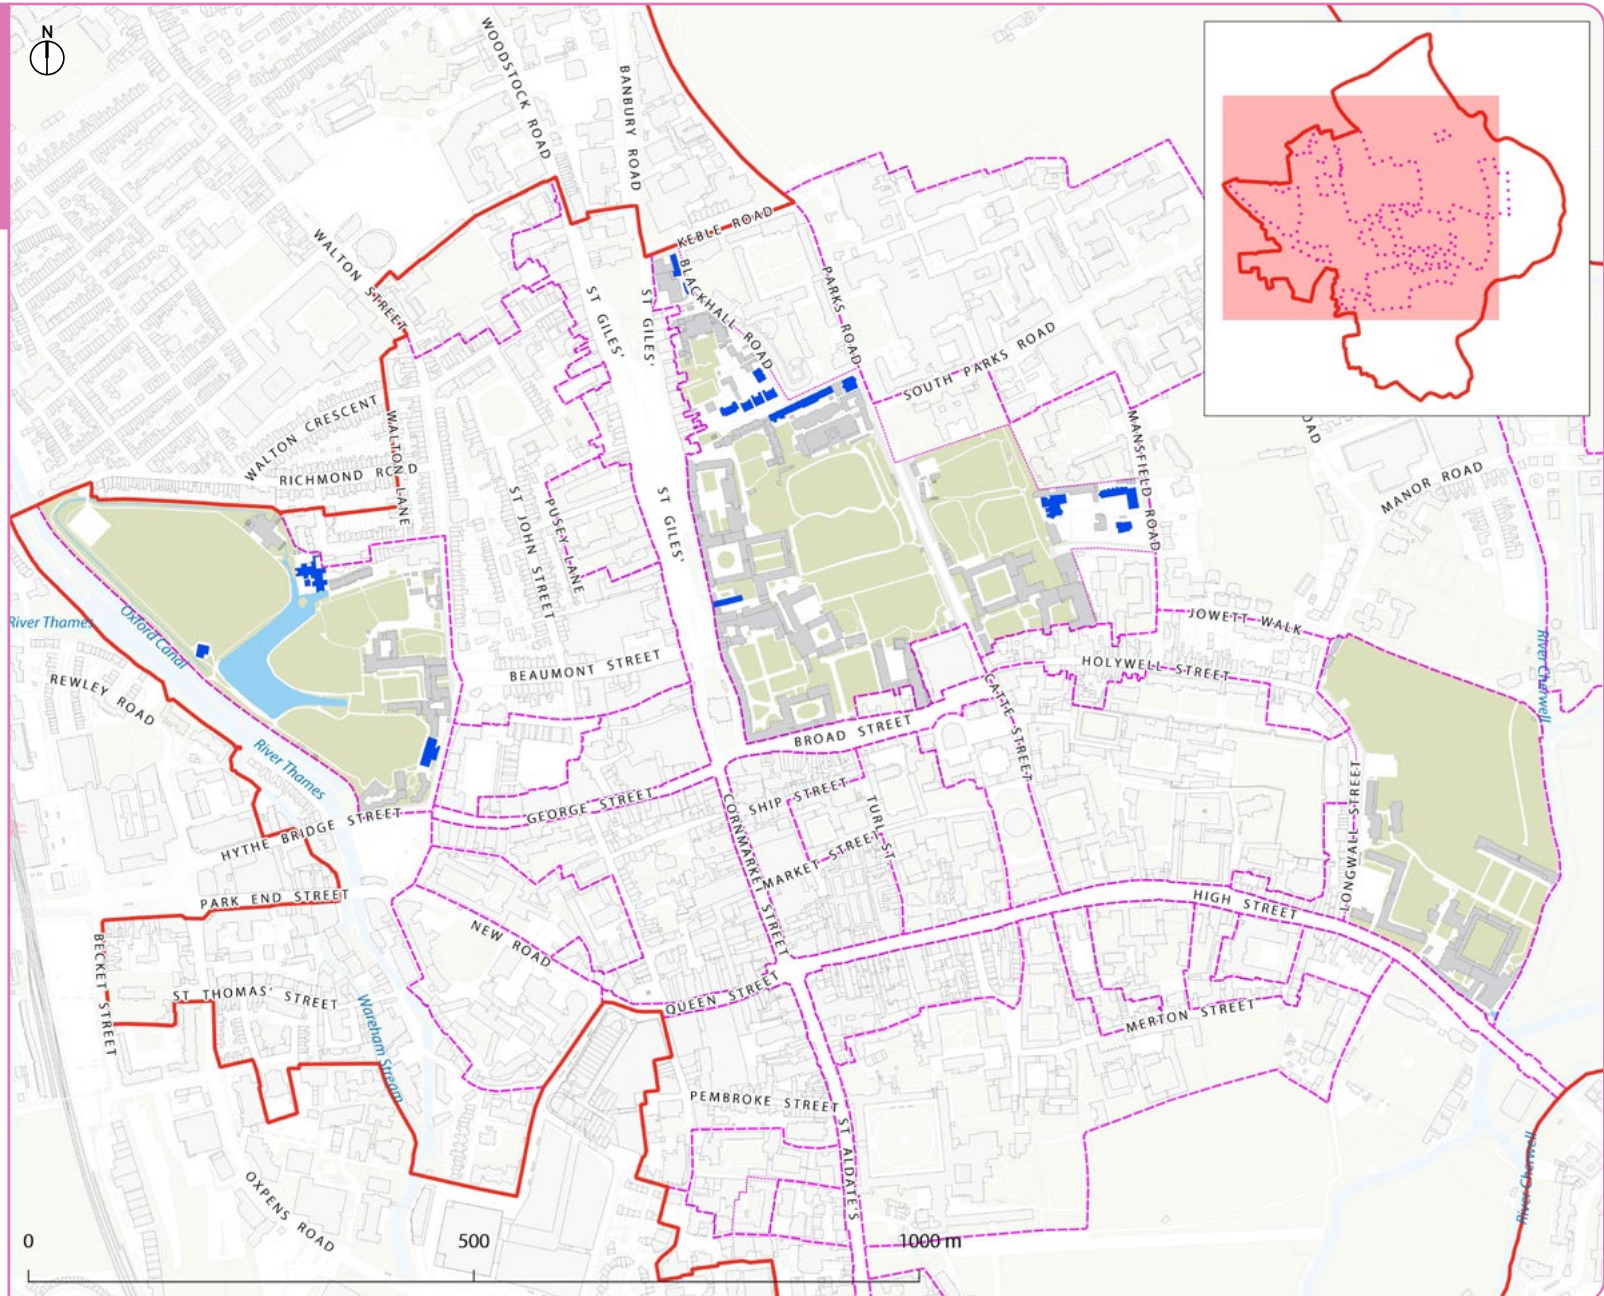 N
WOODSTOCK ROAD
BANBURY ROAD
WALTON STREET
KEBLE ROAD
BLACKHALL ROAD
PARKS ROAD
ST GILES'
ST GILES'
SOUTH PARKS ROAD
WALTON CRESCENT
WALTON LANE
RICHMOND ROAD
MANSFIELD ROAD
OAD
MANOR ROAD
ST JOHN STREET
PUSEY LANE
ST GILES'
River Thames
Oxford Canal
JOWETT WALK
River Cherwell
BEAUMONT STREET
HOLYWELL STREET
REWLEY ROAD
CATTE STREET
BROAD STREET
River Thames
GEORGE STREET
SHIP STREET
TURL ST.
CORNMARKET STREET
LONGWALL STREET
HYTHE BRIDGE STREET
MARKET STREET
PARK END STREET
HIGH STREET
NEW ROAD
BECKET STREET
ST THOMAS' STREET
QUEEN STREET
MERTON STREET
Wareham Stream
PEMBROKE STREET
ST ALDATE'S
OXPENS ROAD
River Cherwell
0 500 1000 m